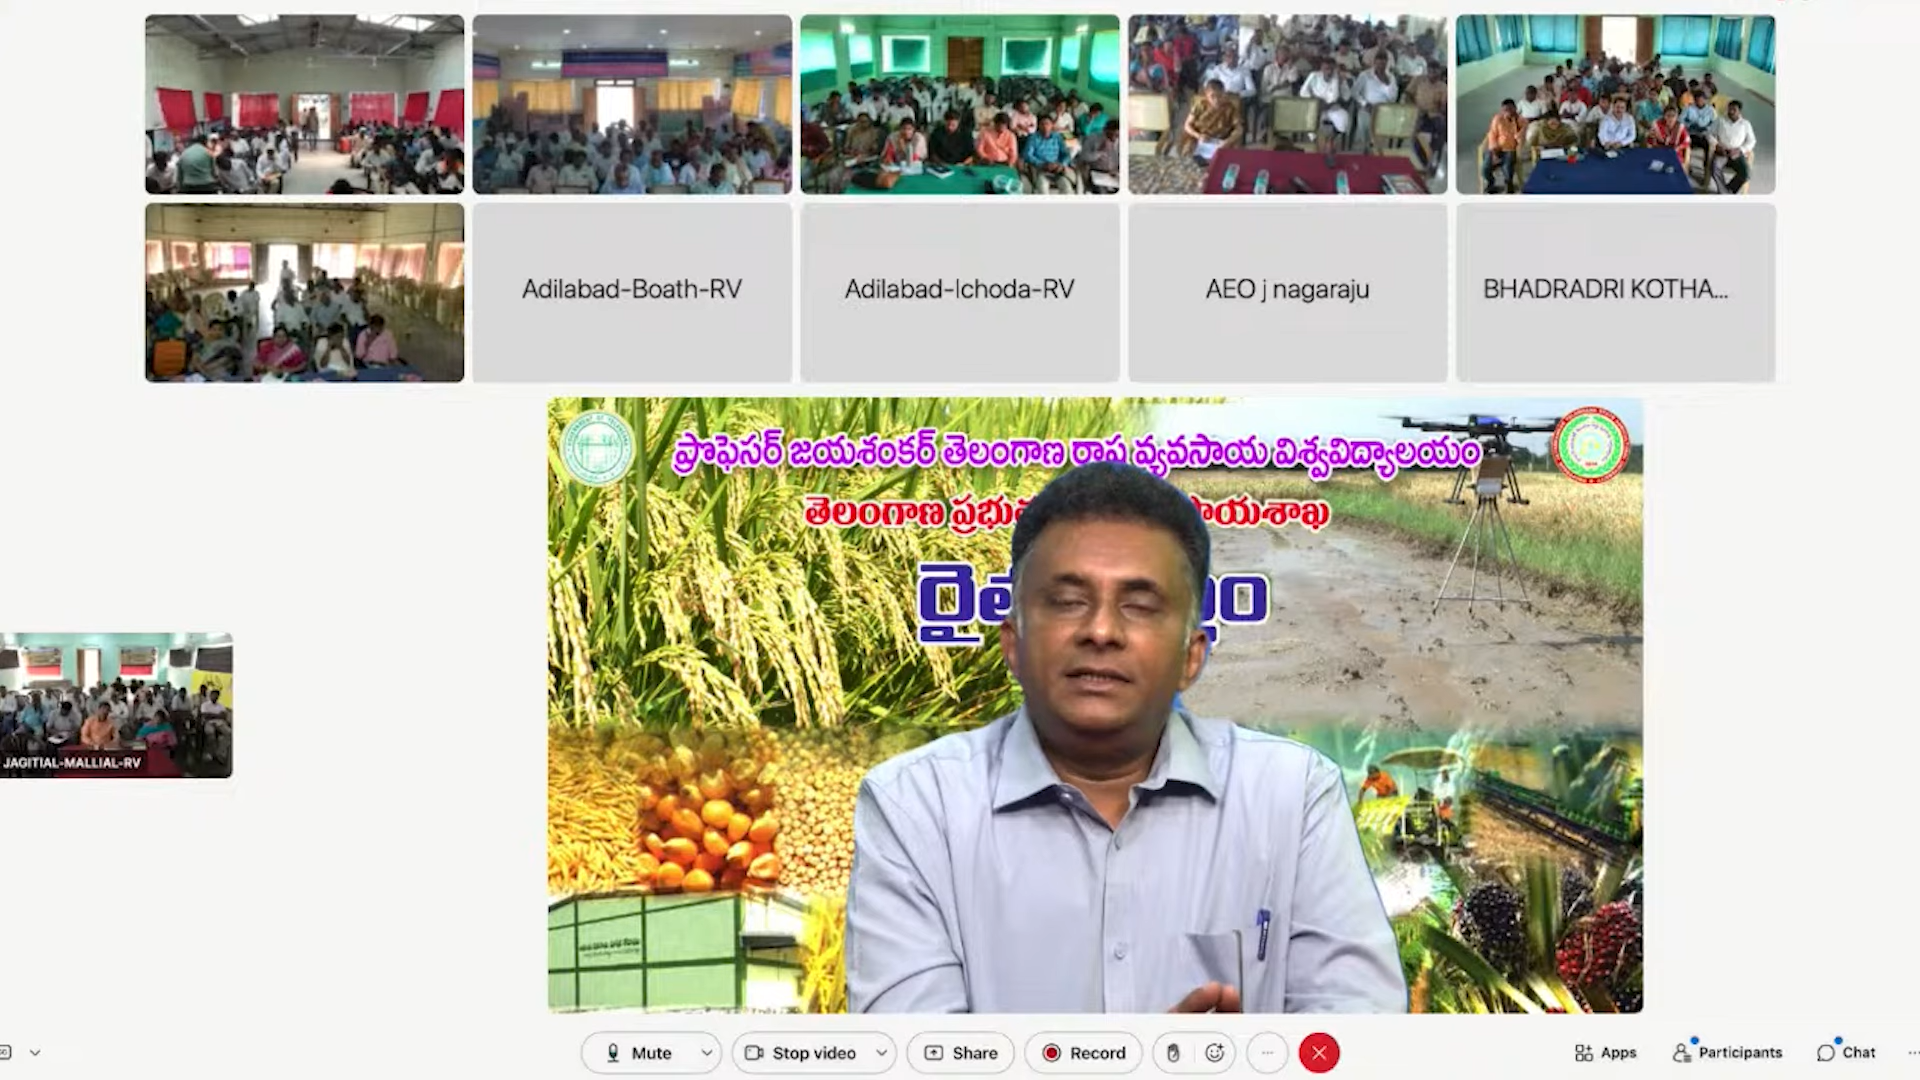 Adilabad-Boath-RV
Adilabad-Ichoda-RV
AEO j nagaraju
BHADRADRI KOTHA...
ప్రొఫెసర్ జయశంకర్ తెలంగాణ రాష్ట్ర వ్యవసాయ విశ్వవిద్యాలయం
తెలంగాణ ప్రభు
సాయశాఖ
రైత
JAGITIAL-MALLIAL-RV
Mute
Stop video
Share
Record
Apps
Participants
Chat